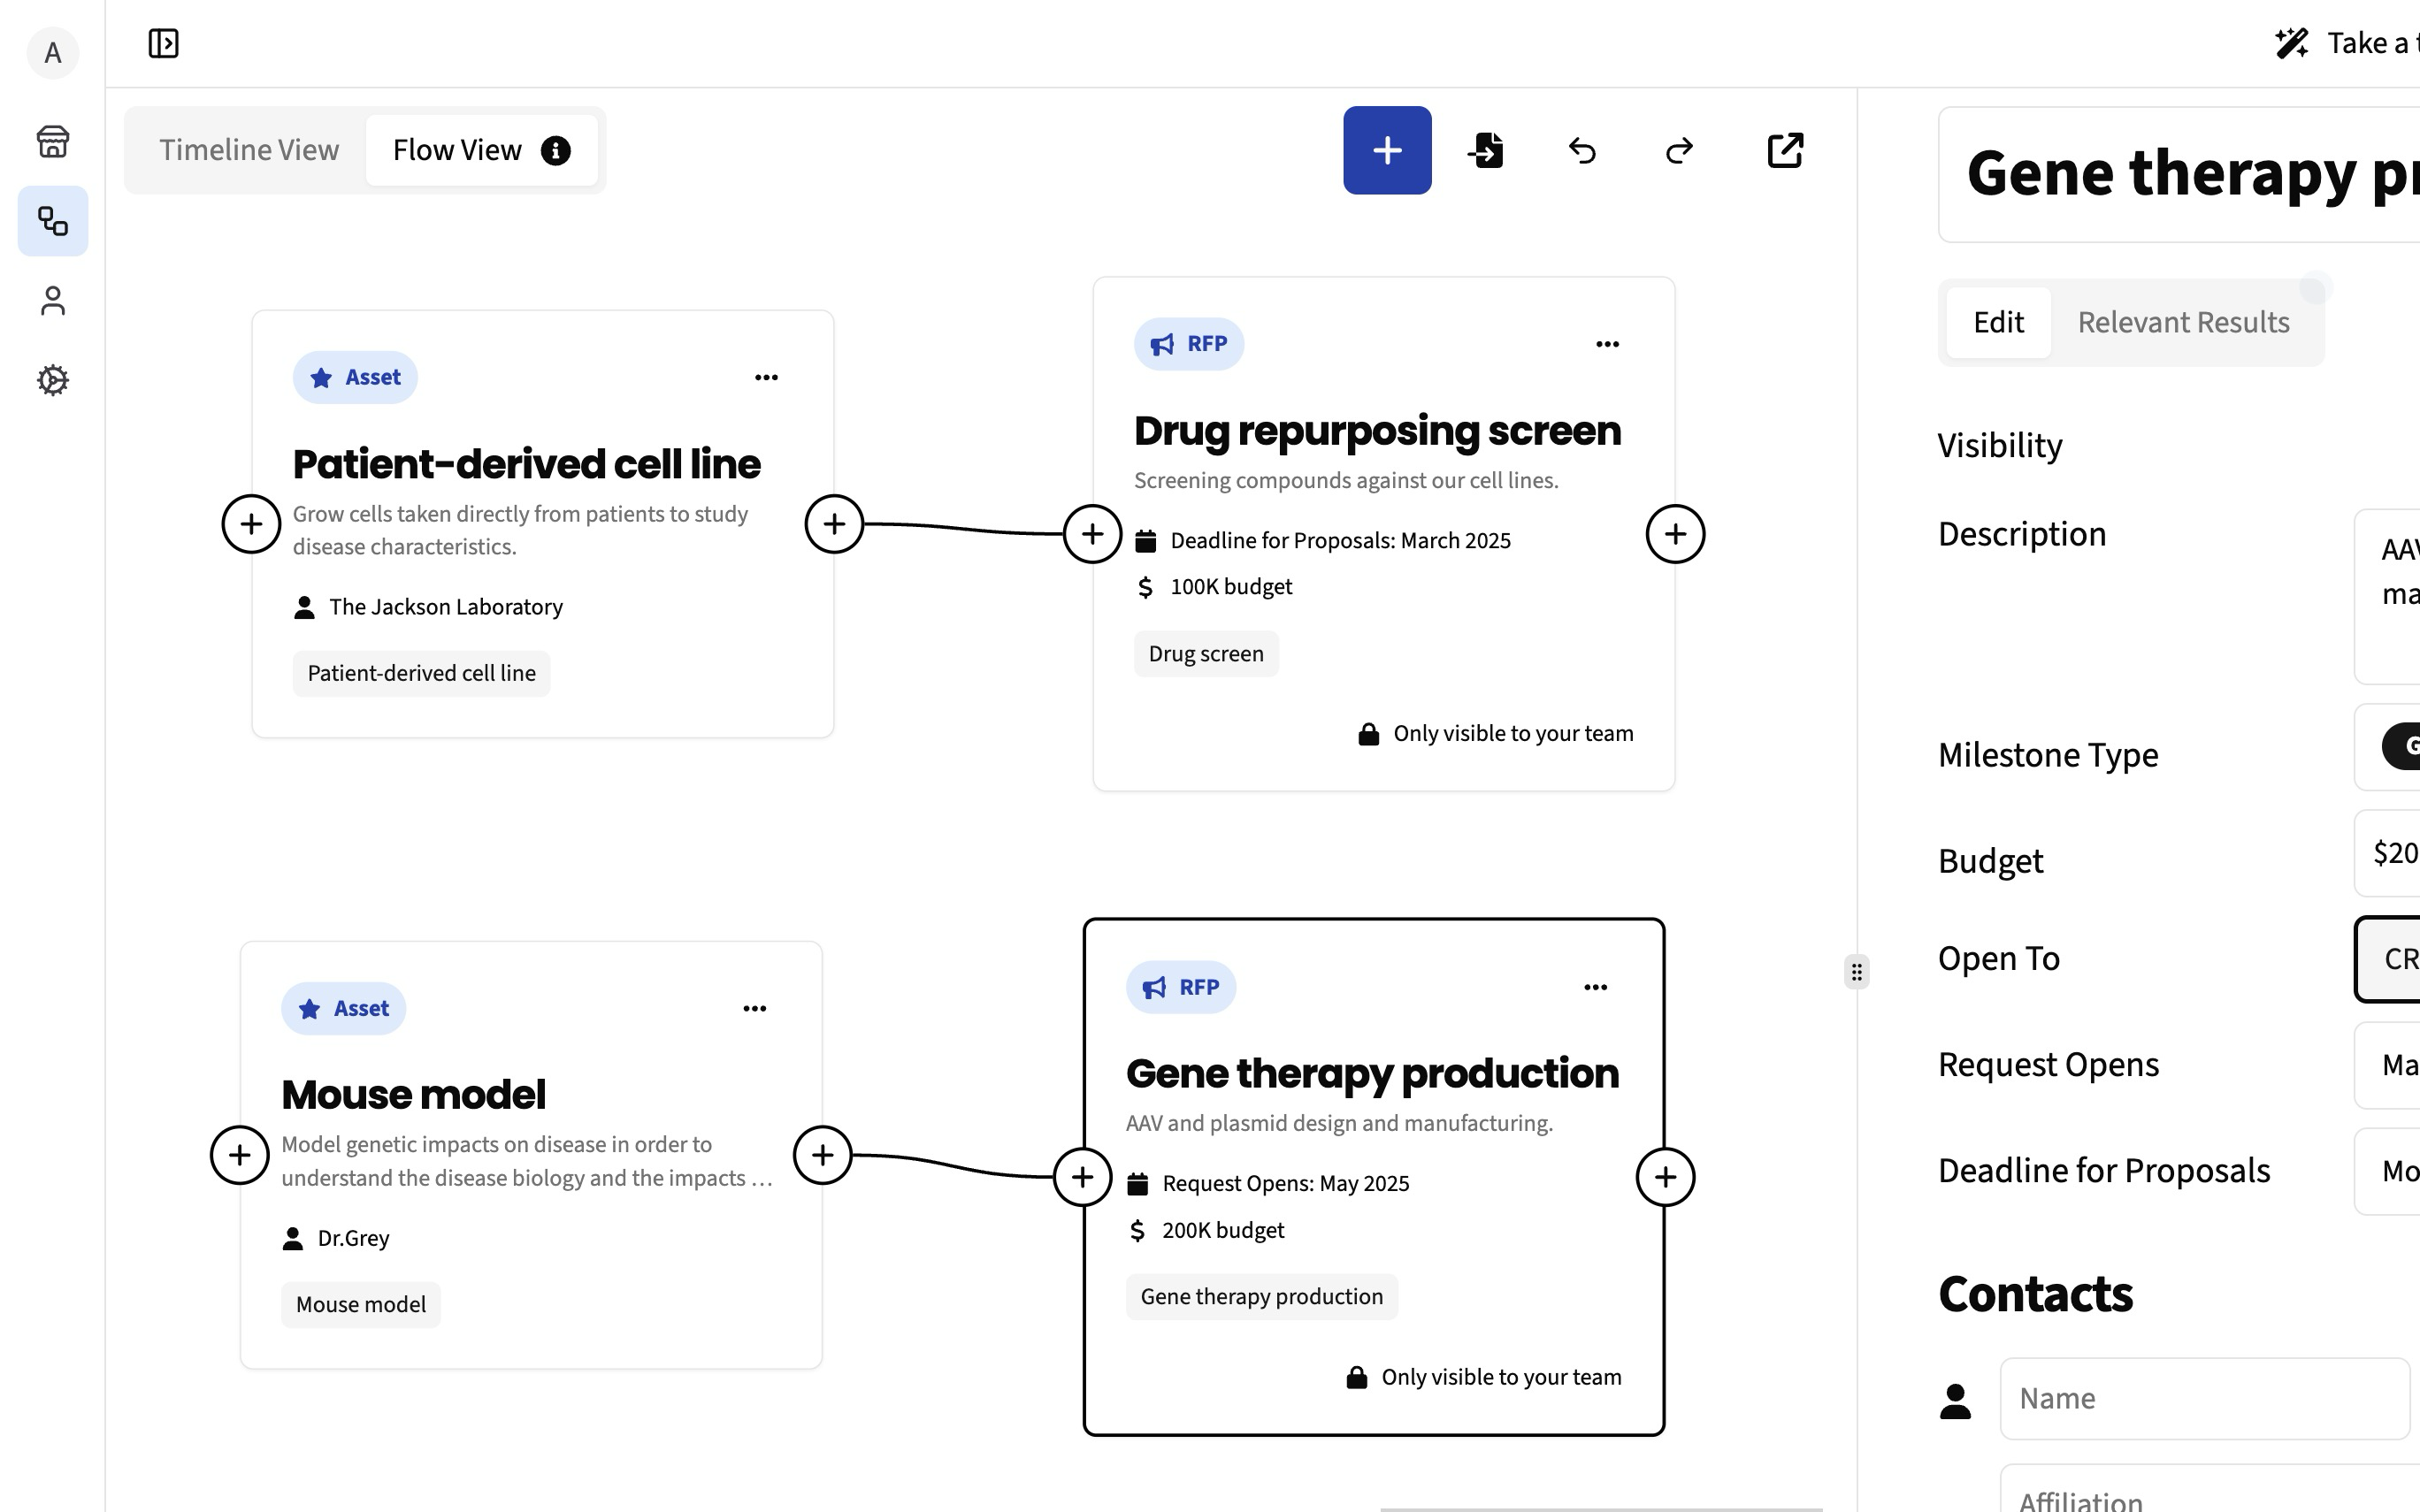 A
Take a t
Timeline View
Flow View
Asset
Patient-derived cell line
Grow cells taken directly from patients to study
disease characteristics.
The Jackson Laboratory
Patient-derived cell line
RFP
Drug repurposing screen
Screening compounds against our cell lines.
Deadline for Proposals: March 2025
100K budget
Drug screen
Only visible to your team
Asset
Mouse model
Model genetic impacts on disease in order to
understand the disease biology and the impacts ...
Dr.Grey
Mouse model
RFP
Gene therapy production
AAV and plasmid design and manufacturing.
Request Opens: May 2025
200K budget
Gene therapy production
Only visible to your team
Gene therapy pr
Edit
Relevant Results
Visibility
Description
AAV
ma
Milestone Type
G
Budget
$20
Open To
CR
Request Opens
Ma
Deadline for Proposals
Mo
Contacts
Name
Affiliation